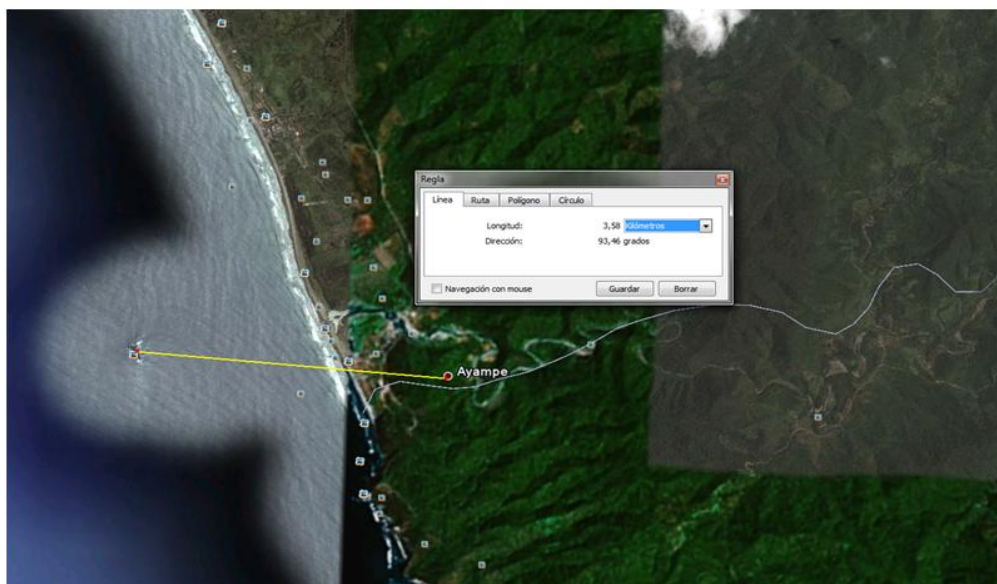 Regla
Línea Ruta Polígono Círculo
Longitud: 3,58 Kilómetros
Dirección: 93,46 grados
Navegación con mouse Guardar Borrar
Ayampe